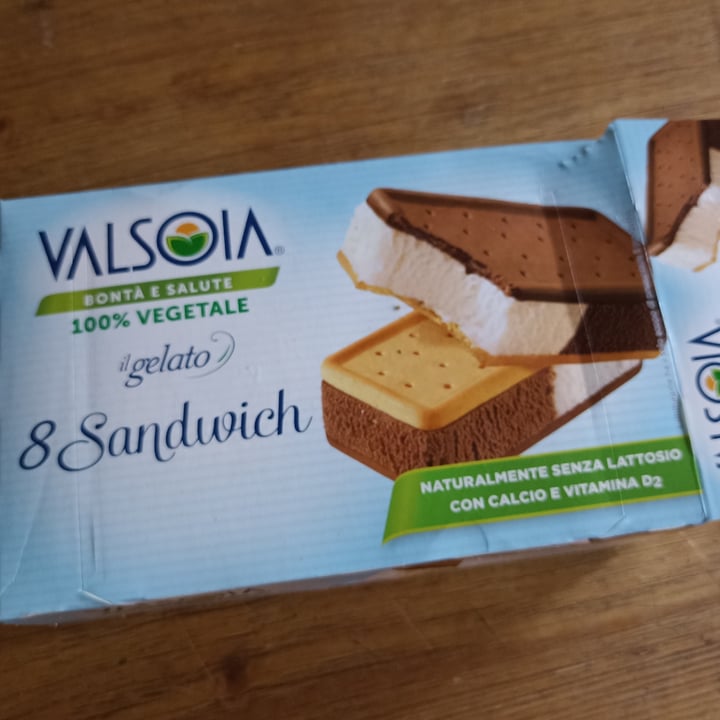 VALSOIA®
BONTÀ E SALUTE
100% VEGETALE
il gelato
8 Sandwich
NATURALMENTE SENZA LATTOSIO
CON CALCIO E VITAMINA D2